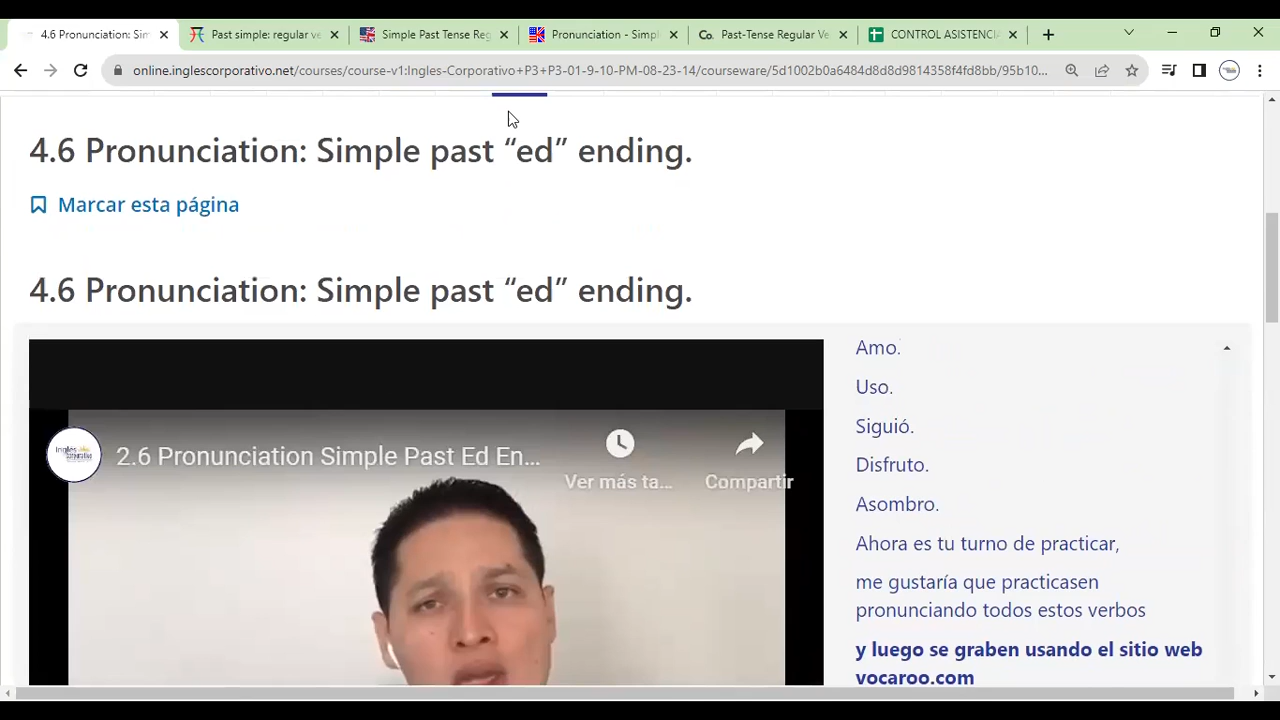 4.6 Pronunciation: Sim
Past simple: regular ve
Simple Past Tense Reg
Pronunciation - Simpl
Co. Past-Tense Regular Ve
CONTROL ASISTENCIA
online.inglescorporativo.net/courses/course-v1:Ingles-Corporativo+P3+P3-01-9-10-PM-08-23-14/courseware/5d1002b0a6484d8d8d9814358f4fd8bb/95b10...
4.6 Pronunciation: Simple past “ed” ending.
Marcar esta página
4.6 Pronunciation: Simple past “ed” ending.
2.6 Pronunciation Simple Past Ed En...
Ver más ta...
Compartir
Amo.
Uso.
Siguió.
Disfruto.
Asombro.
Ahora es tu turno de practicar,
me gustaría que practicasen
pronunciando todos estos verbos
y luego se graben usando el sitio web
vocaroo.com